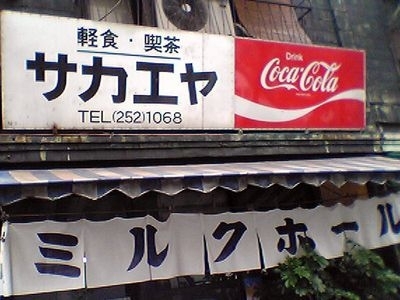 軽食・喫茶
サカエヤ
TEL(252)1068
Drink
Coca-Cola
ミルクホール